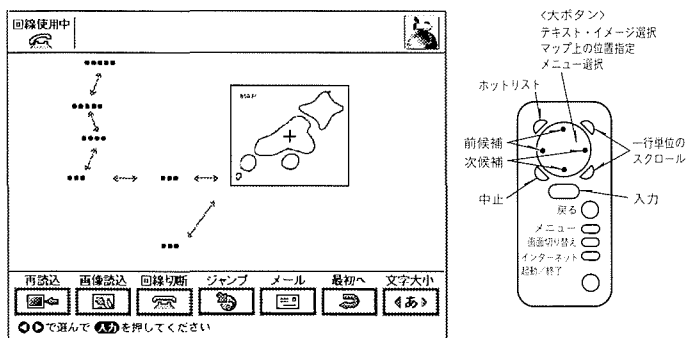 回線使用中
MAP
再読込 画像読込 回線切断 ジャンプ メール 最初へ 文字大小
《あ》
で選んで 入力 を押してください
〈大ボタン〉
テキスト・イメージ選択
マップ上の位置指定
メニュー選択
ホットリスト
前候補
次候補
中止
一行単位の
スクロール
入力
戻る
メニュー
画面切り替え
インターネット
起動/終了